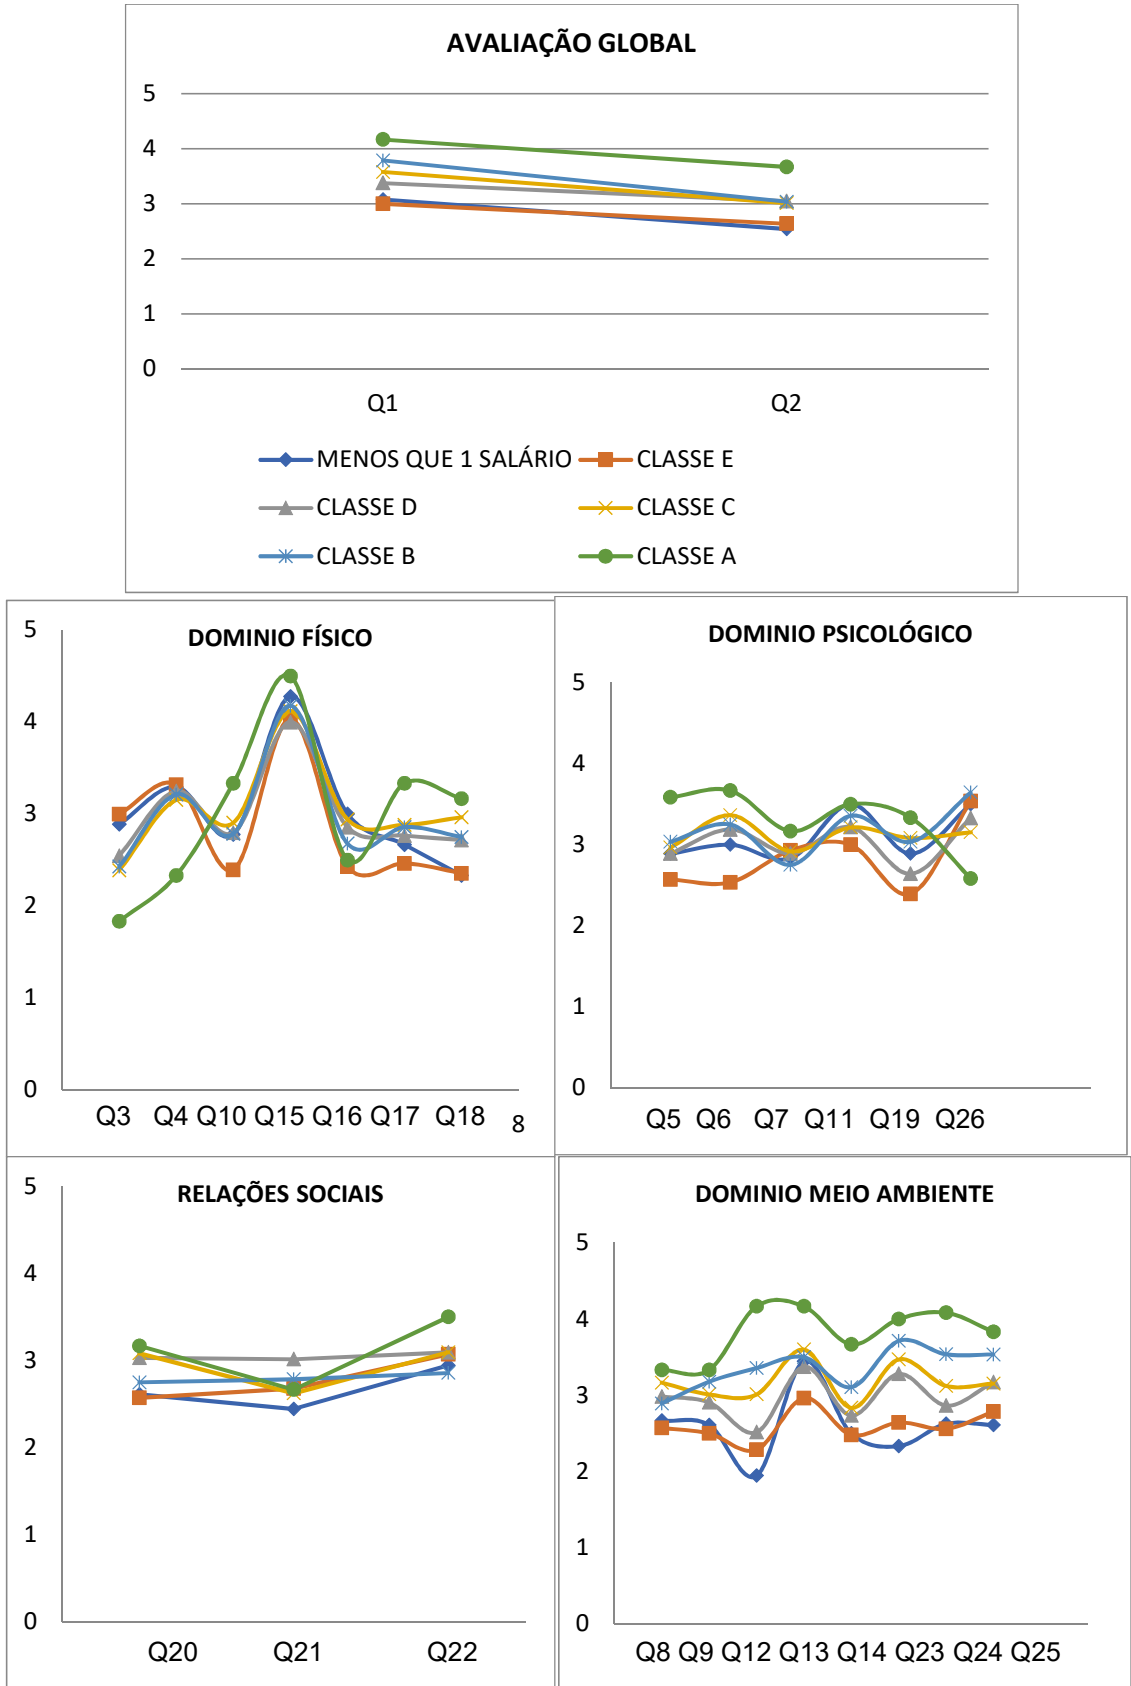 AVALIAÇÃO GLOBAL
5
4
3
2
1
0
Q1 Q2
MENOS QUE 1 SALÁRIO CLASSE E
CLASSE D CLASSE C
CLASSE B CLASSE A
DOMINIO FÍSICO
5
4
3
2
1
0
Q3 Q4 Q10 Q15 Q16 Q17 Q18 8
DOMINIO PSICOLÓGICO
5
4
3
2
1
0
Q5 Q6 Q7 Q11 Q19 Q26
RELAÇÕES SOCIAIS
5
4
3
2
1
0
Q20 Q21 Q22
DOMINIO MEIO AMBIENTE
5
4
3
2
1
0
Q8 Q9 Q12 Q13 Q14 Q23 Q24 Q25